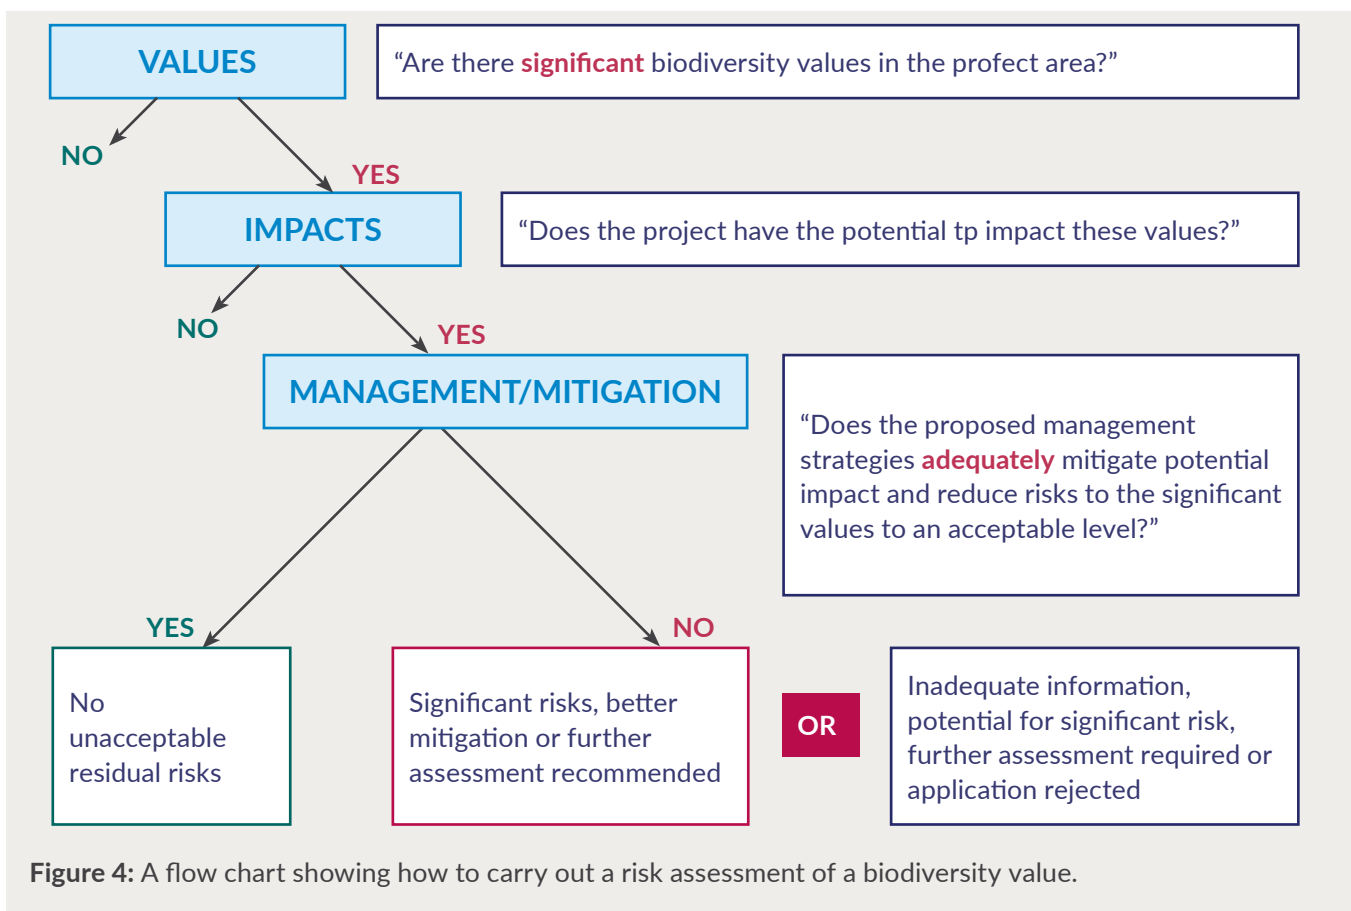 VALUES
“Are there significant biodiversity values in the profect area?”
NO
YES
IMPACTS
“Does the project have the potential tp impact these values?”
NO
YES
MANAGEMENT/MITIGATION
“Does the proposed management
strategies adequately mitigate potential
impact and reduce risks to the significant
values to an acceptable level?”
YES
NO
No
unacceptable
residual risks
Significant risks, better
mitigation or further
assessment recommended
OR
Inadequate information,
potential for significant risk,
further assessment required or
application rejected
Figure 4: A flow chart showing how to carry out a risk assessment of a biodiversity value.